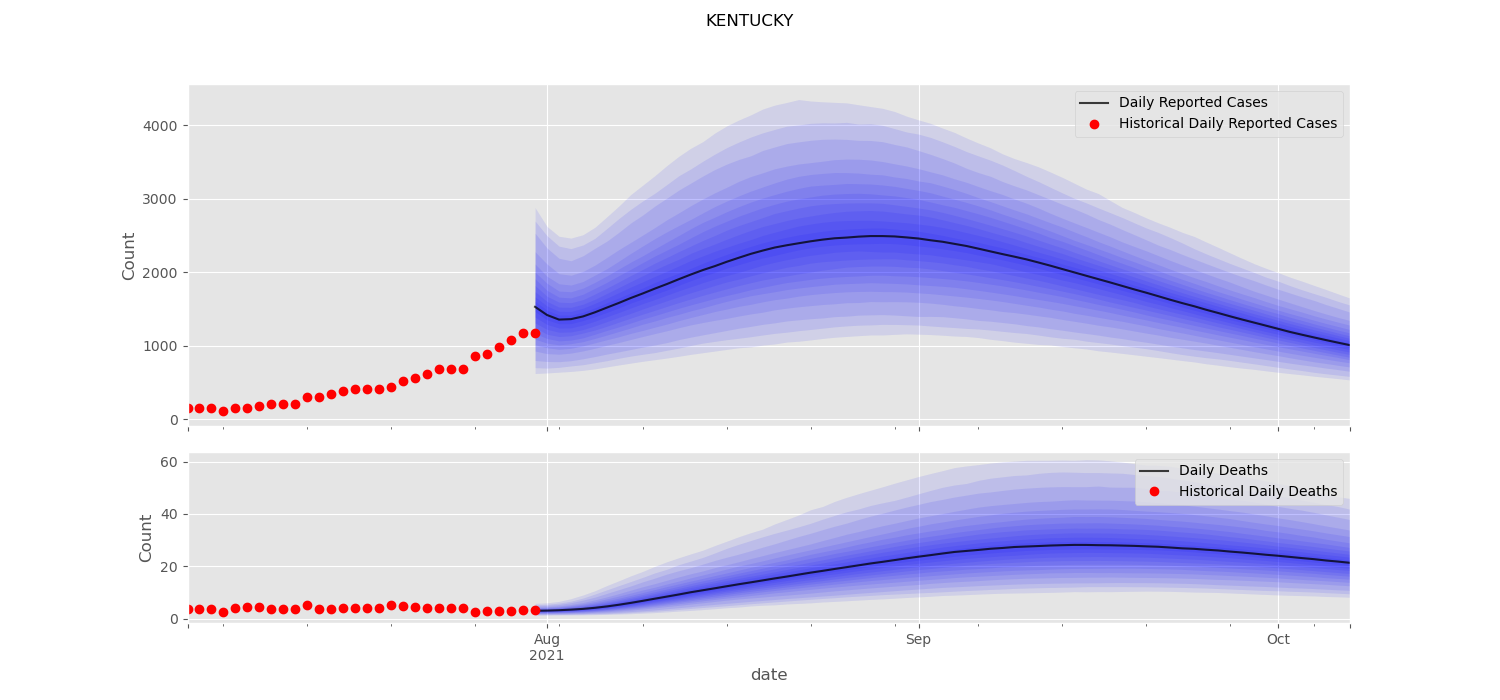 KENTUCKY
Daily Reported Cases
Historical Daily Reported Cases
4000
3000
2000
1000
0
Count
Daily Deaths
Historical Daily Deaths
60
40
20
0
Count
Aug
2021
Sep
Oct
date